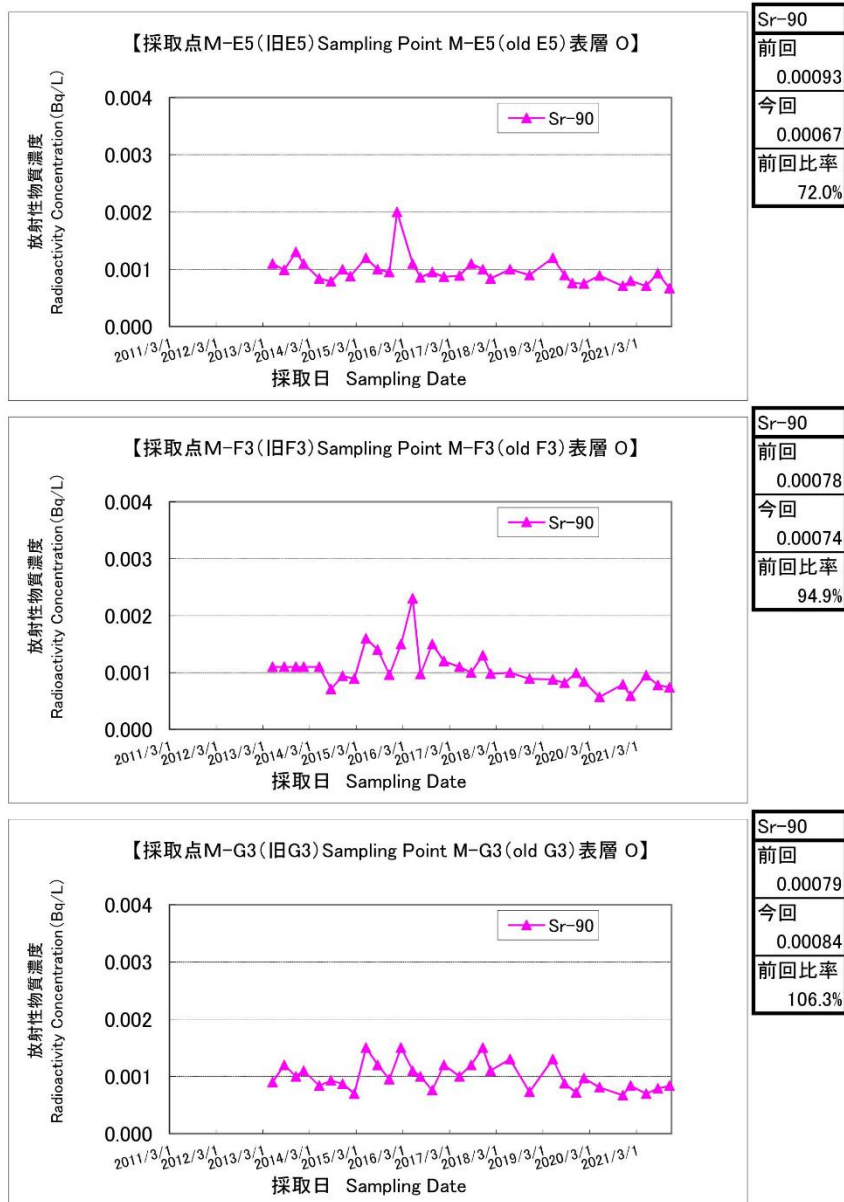 【採取点M-E5(旧E5)Sampling Point M-E5(old E5)表層 O】
放射性物質濃度
Radioactivity Concentration(Bq/L)
Sr-90
0.004
0.003
0.002
0.001
0.000
2011/3/1 2012/3/1 2013/3/1 2014/3/1 2015/3/1 2016/3/1 2017/3/1 2018/3/1 2019/3/1 2020/3/1 2021/3/1
採取日 Sampling Date
Sr-90
前回
0.00093
今回
0.00067
前回比率
72.0%
【採取点M-F3(旧F3)Sampling Point M-F3(old F3)表層 O】
放射性物質濃度
Radioactivity Concentration(Bq/L)
Sr-90
0.004
0.003
0.002
0.001
0.000
2011/3/1 2012/3/1 2013/3/1 2014/3/1 2015/3/1 2016/3/1 2017/3/1 2018/3/1 2019/3/1 2020/3/1 2021/3/1
採取日 Sampling Date
Sr-90
前回
0.00078
今回
0.00074
前回比率
94.9%
【採取点M-G3(旧G3)Sampling Point M-G3(old G3)表層 O】
放射性物質濃度
Radioactivity Concentration(Bq/L)
Sr-90
0.004
0.003
0.002
0.001
0.000
2011/3/1 2012/3/1 2013/3/1 2014/3/1 2015/3/1 2016/3/1 2017/3/1 2018/3/1 2019/3/1 2020/3/1 2021/3/1
採取日 Sampling Date
Sr-90
前回
0.00079
今回
0.00084
前回比率
106.3%